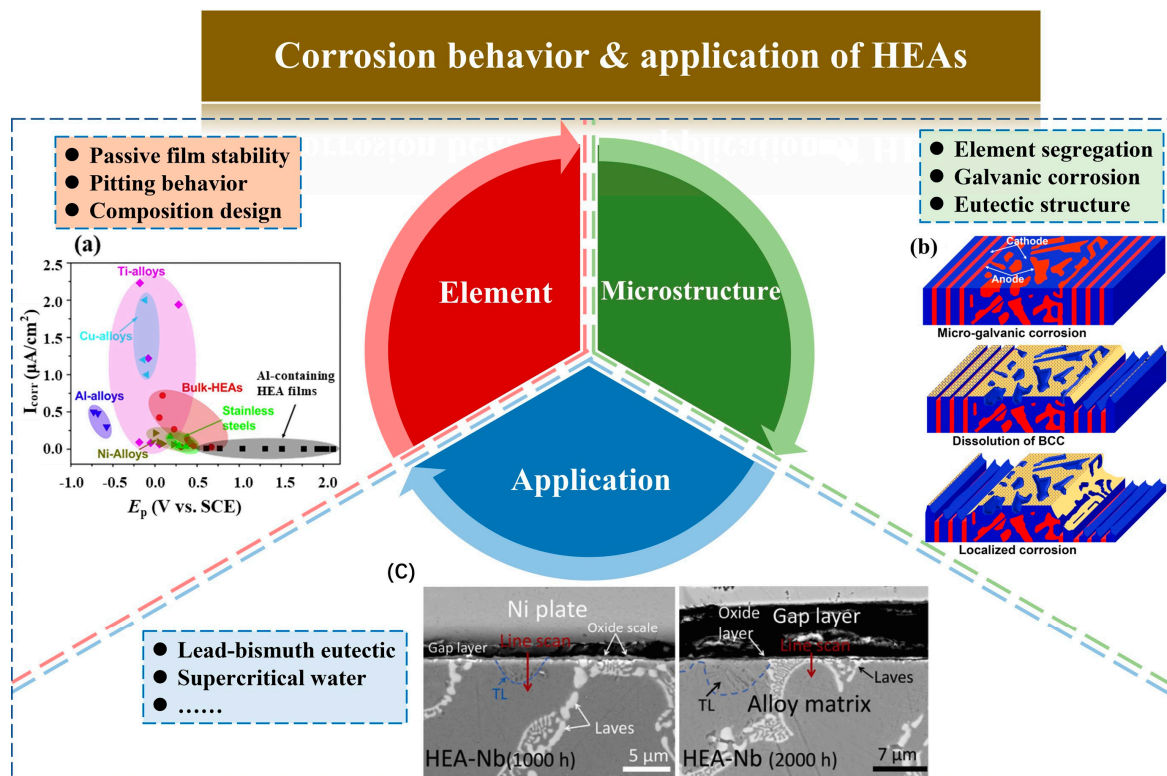 Corrosion behavior & application of HEAs
● Passive film stability
● Pitting behavior
● Composition design
● Element segregation
● Galvanic corrosion
● Eutectic structure
Element
Microstructure
Application
(a)
2.5
2.0
1.5
1.0
0.5
0.0
I corr (μA/cm²)
Ti-alloys
Cu-alloys
Al-alloys
Bulk-HEAs
Stainless
steels
Ni-Alloys
Al-containing
HEA films
-1.0 -0.5 0.0 0.5 1.0 1.5 2.0
Ep (V vs. SCE)
(b)
Cathode
Anode
Micro-galvanic corrosion
Dissolution of BCC
Localized corrosion
● Lead-bismuth eutectic
● Supercritical water
● ……
(C)
Ni plate
Gap layer
Line scan
Oxide scale
TL
Laves
HEA-Nb(1000 h)
5 μm
Oxide
layer
Gap layer
Line scan
Laves
TL
Alloy matrix
HEA-Nb (2000 h)
7 μm